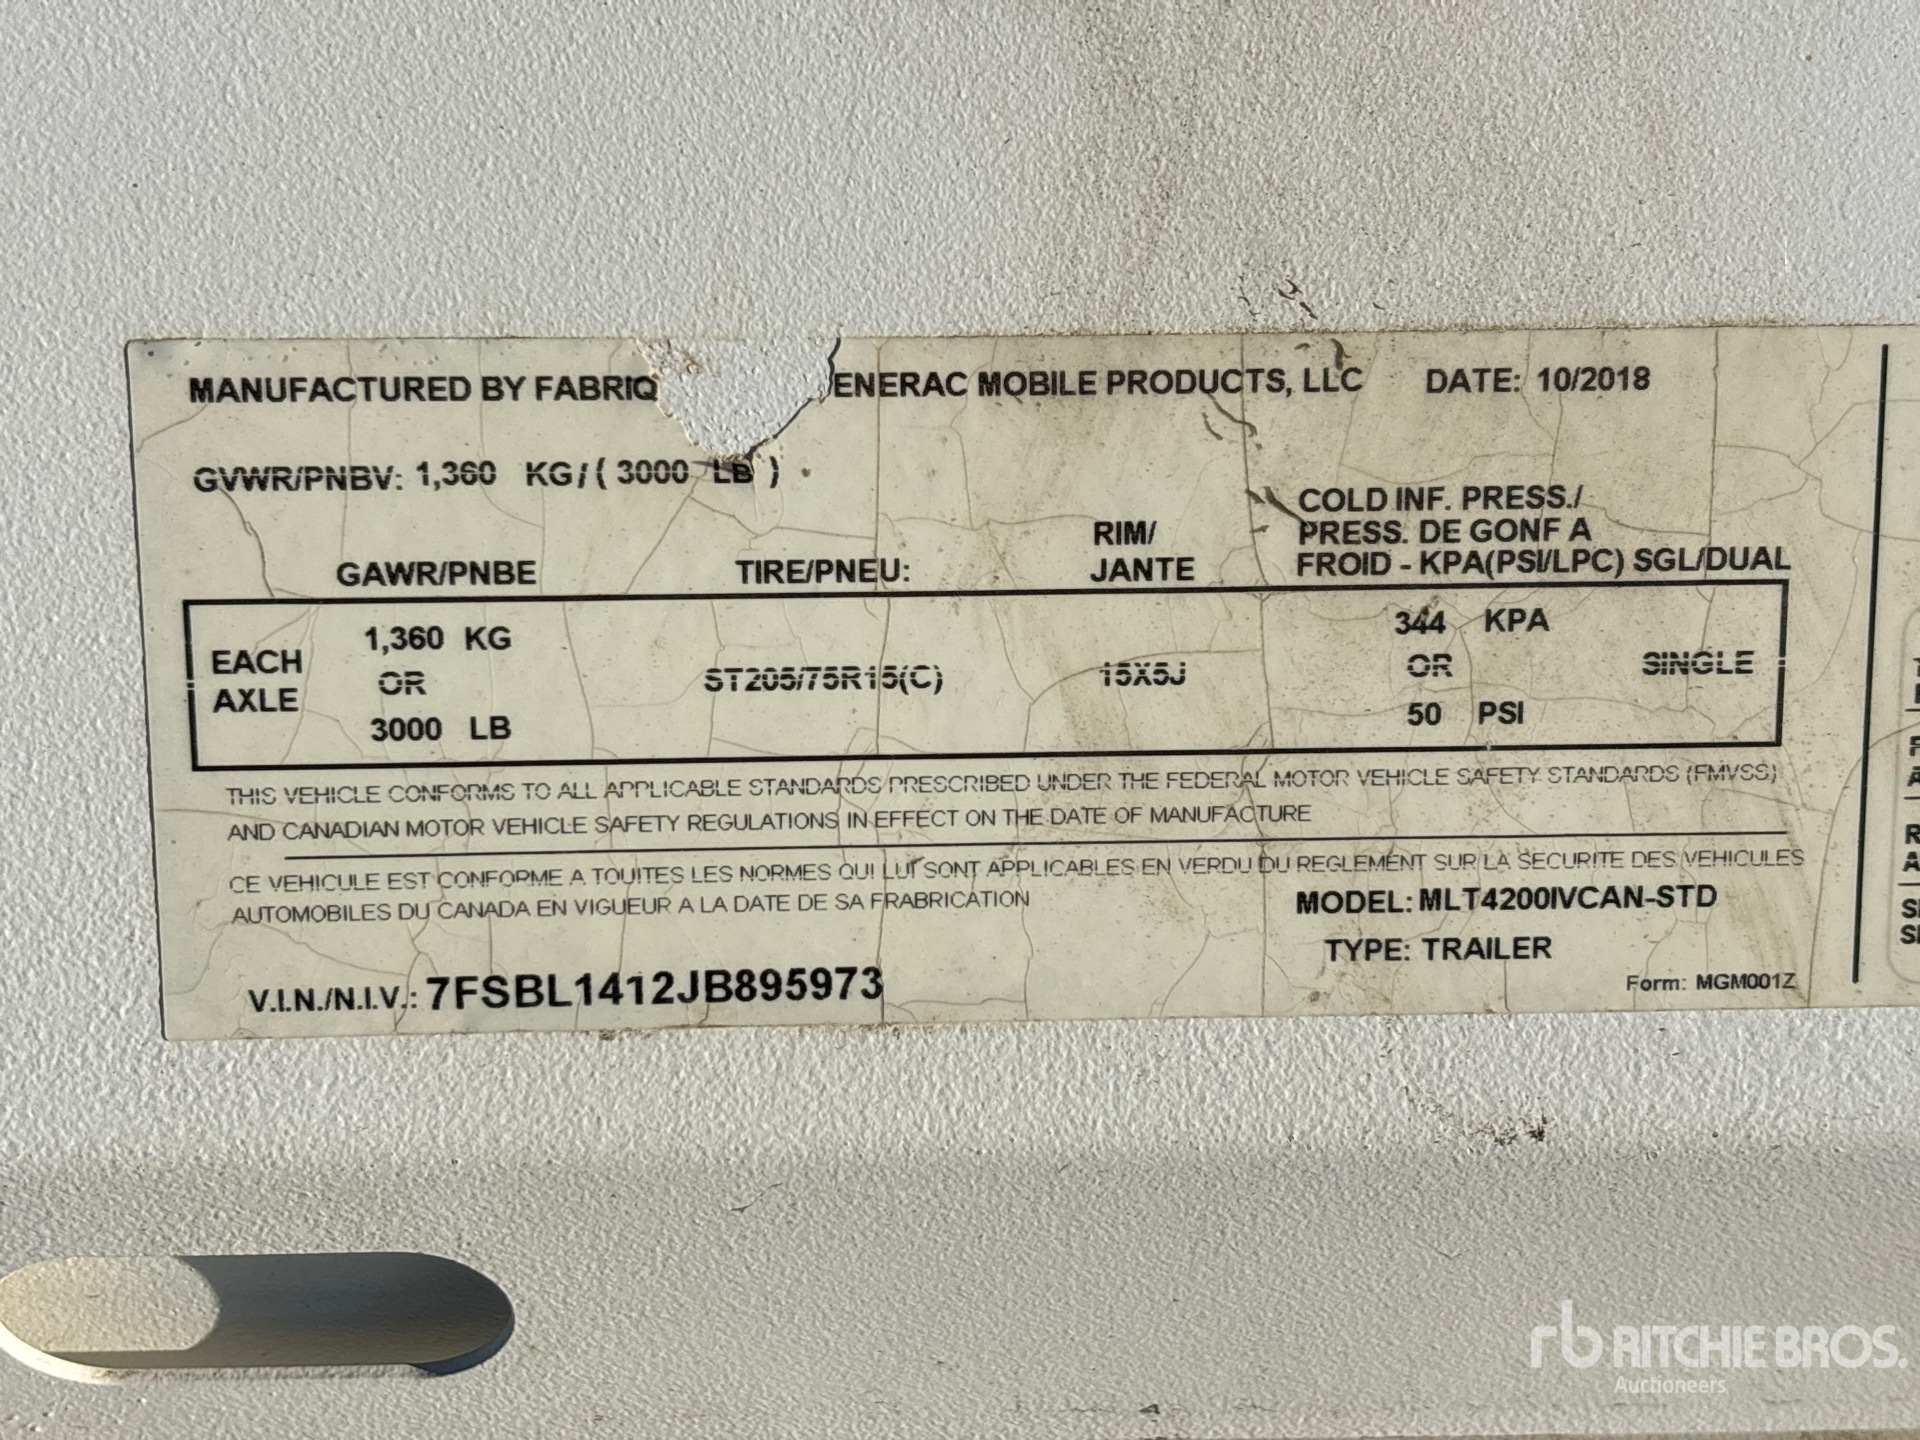 MANUFACTURED BY FABRIQ ENERAC MOBILE PRODUCTS, LLC DATE: 10/2018
GVWR/PNBV: 1,360 KG / ( 3000 LB )
GAWR/PNBE TIRE/PNEU: RIM/ JANTE COLD INF. PRESS./
PRESS. DE GONF A
FROID - KPA(PSI/LPC) SGL/DUAL
EACH AXLE
1,360 KG
OR
3000 LB
ST205/75R15(C)
15X5J
344 KPA
OR
50 PSI
SINGLE
THIS VEHICLE CONFORMS TO ALL APPLICABLE STANDARDS PRESCRIBED UNDER THE FEDERAL MOTOR VEHICLE SAFETY STANDARDS (FMVSS)
AND CANADIAN MOTOR VEHICLE SAFETY REGULATIONS IN EFFECT ON THE DATE OF MANUFACTURE
CE VEHICULE EST CONFORME A TOUITES LES NORMES QUI LUI SONT APPLICABLES EN VERDU DU REGLEMENT SUR LA SECURITE DES VEHICULES
AUTOMOBILES DU CANADA EN VIGUEUR A LA DATE DE SA FRABRICATION
MODEL: MLT4200IVCAN-STD
TYPE: TRAILER
V.I.N./N.I.V.: 7FSBL1412JB895973
Form: MGM001Z
rb RITCHIE BROS.
Auctioneers